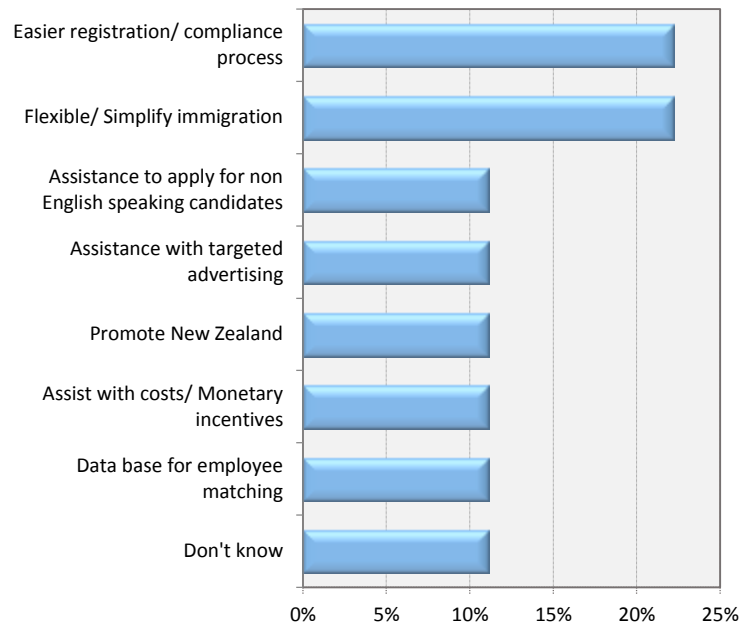 Easier registration/ compliance
process
Flexible/ Simplify immigration
Assistance to apply for non
English speaking candidates
Assistance with targeted
advertising
Promote New Zealand
Assist with costs/ Monetary
incentives
Data base for employee
matching
Don't know
0% 5% 10% 15% 20% 25%